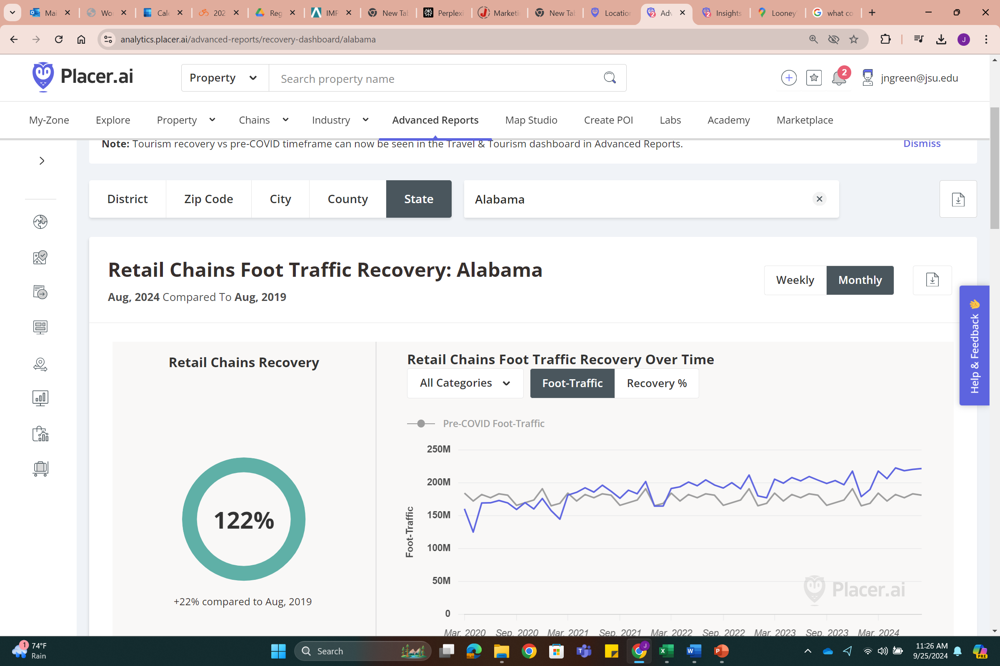 Mai
Wo
Cale
202
Reg
IMP
New Tab
Perplexi
Marketi
New Tab
Location
Adv
Insights
Looney'
what co
analytics.placer.ai/advanced-reports/recovery-dashboard/alabama
J
Placer.ai
Property
Search property name
2
jngreen@jsu.edu
My-Zone Explore Property Chains Industry Advanced Reports Map Studio Create POI Labs Academy Marketplace
Note: Tourism recovery vs pre-COVID timeframe can now be seen in the Travel & Tourism dashboard in Advanced Reports.
Dismiss
District Zip Code City County State
Alabama
Retail Chains Foot Traffic Recovery: Alabama
Aug, 2024 Compared To Aug, 2019
Weekly Monthly
Help & Feedback
Retail Chains Recovery
122%
+22% compared to Aug, 2019
Retail Chains Foot Traffic Recovery Over Time
All Categories
Foot-Traffic Recovery %
Pre-COVID Foot-Traffic
Foot-Traffic
250M
200M
150M
100M
50M
0
Mar, 2020 Sep, 2020 Mar, 2021 Sep, 2021 Mar, 2022 Sep, 2022 Mar, 2023 Sep, 2023 Mar, 2024
Placer.ai
1
74°F
Rain
Search
J
11:26 AM
9/25/2024
PRE